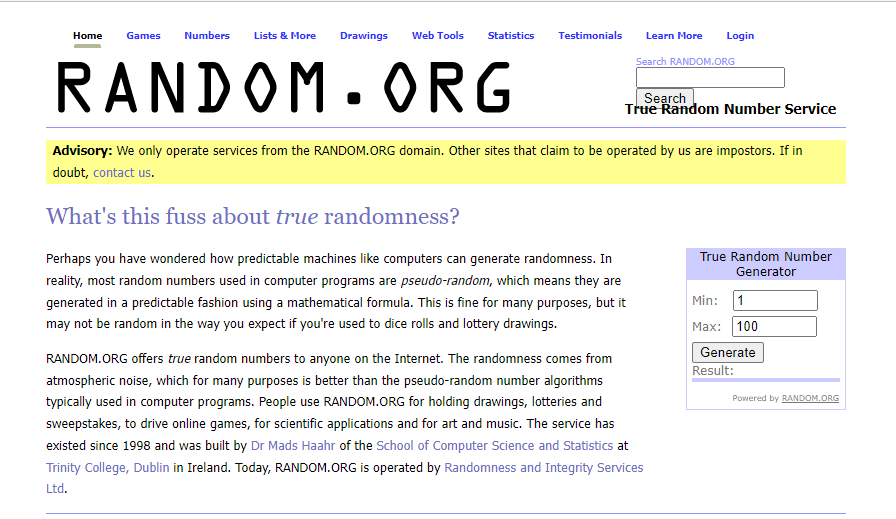 Home Games Numbers Lists & More Drawings Web Tools Statistics Testimonials Learn More Login
RANDOM.ORG
Search RANDOM.ORG
Search
True Random Number Service
Advisory: We only operate services from the RANDOM.ORG domain. Other sites that claim to be operated by us are impostors. If in
doubt, contact us.
What's this fuss about true randomness?
Perhaps you have wondered how predictable machines like computers can generate randomness. In
reality, most random numbers used in computer programs are pseudo-random, which means they are
generated in a predictable fashion using a mathematical formula. This is fine for many purposes, but it
may not be random in the way you expect if you're used to dice rolls and lottery drawings.
RANDOM.ORG offers true random numbers to anyone on the Internet. The randomness comes from
atmospheric noise, which for many purposes is better than the pseudo-random number algorithms
typically used in computer programs. People use RANDOM.ORG for holding drawings, lotteries and
sweepstakes, to drive online games, for scientific applications and for art and music. The service has
existed since 1998 and was built by Dr Mads Haahr of the School of Computer Science and Statistics at
Trinity College, Dublin in Ireland. Today, RANDOM.ORG is operated by Randomness and Integrity Services
Ltd.
True Random Number
Generator
Min: 1
Max: 100
Generate
Result:
Powered by RANDOM.ORG